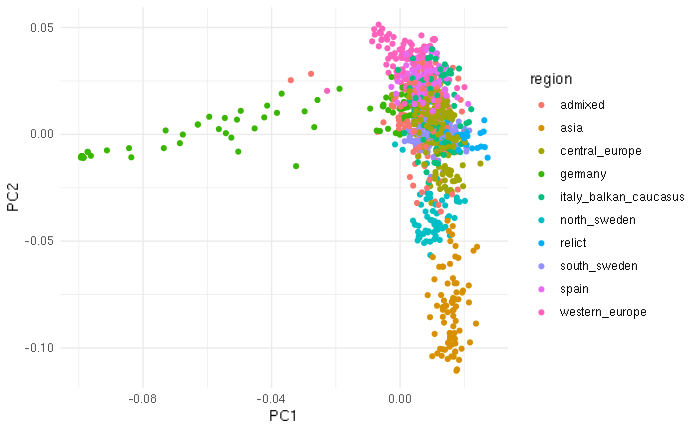 0.05
0.00
-0.05
-0.10
PC2
-0.08
-0.04
0.00
PC1
region
admixed
asia
central_europe
germany
italy_balkan_caucasus
north_sweden
relict
south_sweden
spain
western_europe